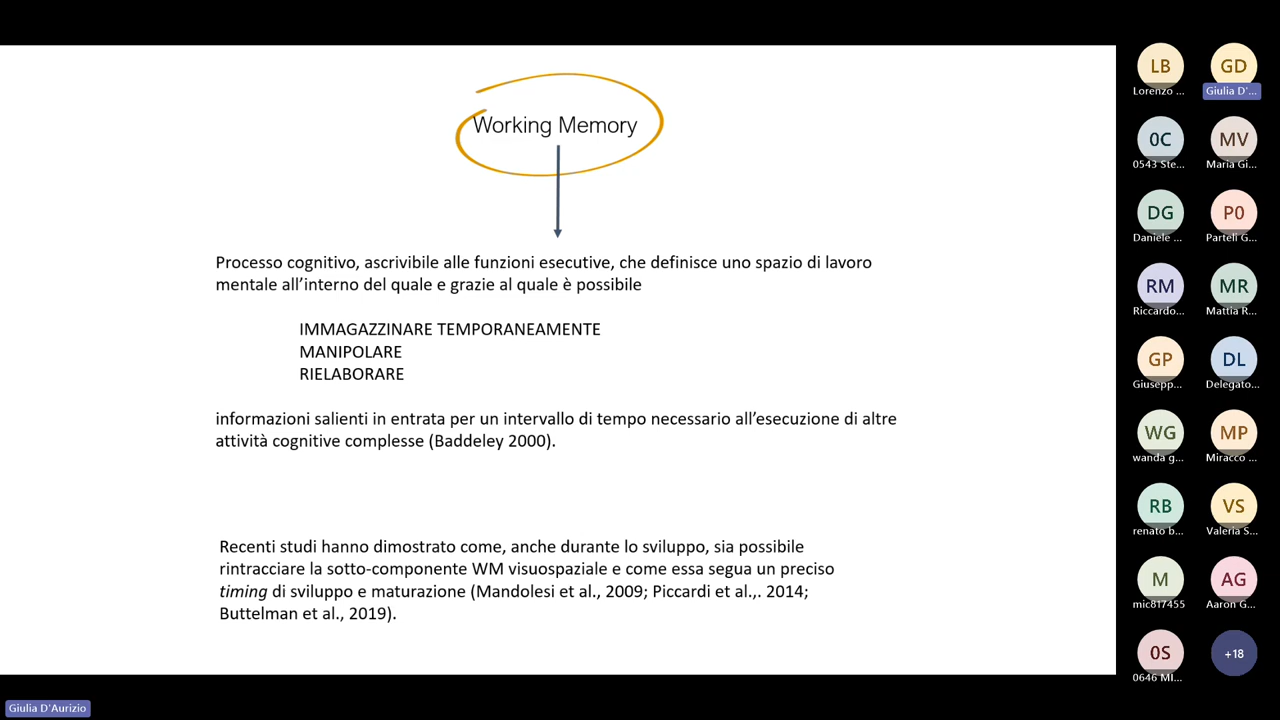 Working Memory
Processo cognitivo, ascrivibile alle funzioni esecutive, che definisce uno spazio di lavoro
mentale all’interno del quale e grazie al quale è possibile
IMMAGAZZINARE TEMPORANEAMENTE
MANIPOLARE
RIELABORARE
informazioni salienti in entrata per un intervallo di tempo necessario all’esecuzione di altre
attività cognitive complesse (Baddeley 2000).
Recenti studi hanno dimostrato come, anche durante lo sviluppo, sia possibile
rintracciare la sotto-componente WM visuospaziale e come essa segua un preciso
timing di sviluppo e maturazione (Mandolesi et al., 2009; Piccardi et al.,. 2014;
Buttelman et al., 2019).
LB
Lorenzo ...
GD
Giulia D'...
0C
0543 Ste...
MV
Maria Gi...
DG
Daniele ...
P0
Parteli G...
RM
Riccardo...
MR
Mattia R...
GP
Giusepp...
DL
Delegato...
WG
wanda g...
MP
Miracco ...
RB
renato b...
VS
Valeria S...
M
mic817455
AG
Aaron G...
0S
0646 MI...
+18
Giulia D'Aurizio